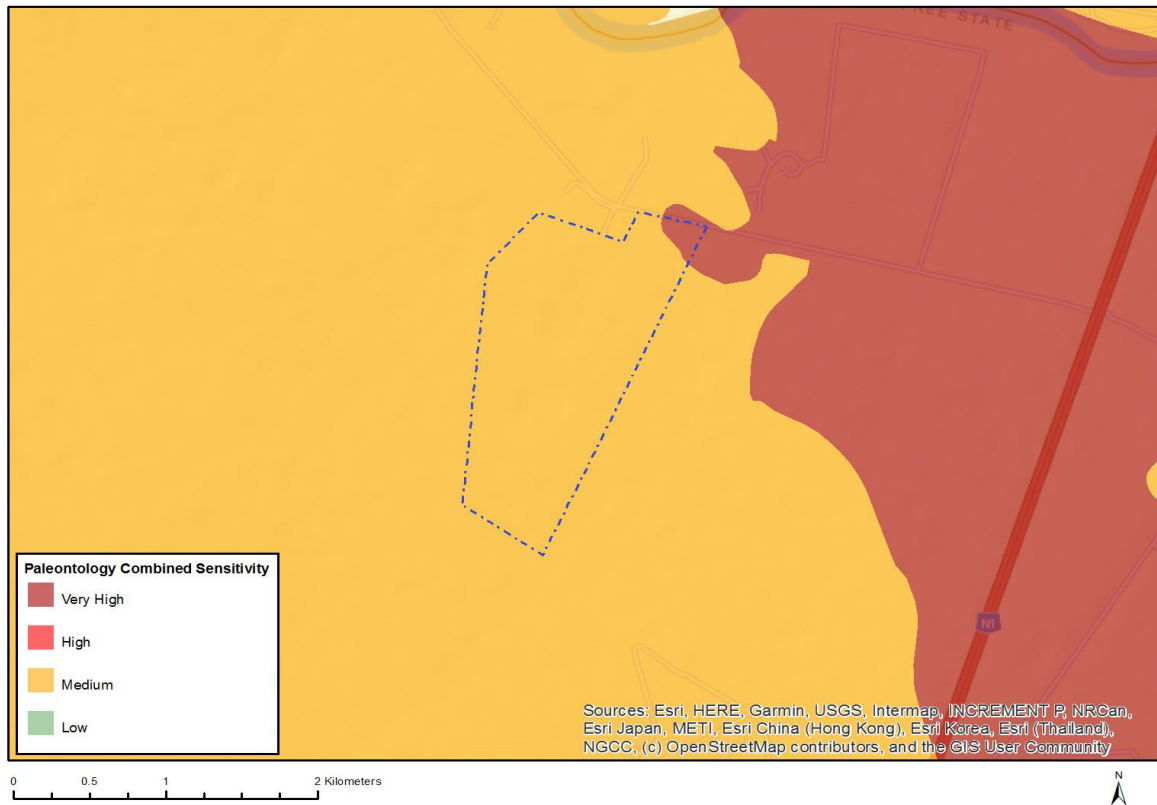 FREE STATE
N1
Paleontology Combined Sensitivity
Very High
High
Medium
Low
Sources: Esri, HERE, Garmin, USGS, Intermap, INCREMENT P, NRCan,
Esri Japan, METI, Esri China (Hong Kong), Esri Korea, Esri (Thailand),
NGCC, (c) OpenStreetMap contributors, and the GIS User Community
0 0.5 1 2 Kilometers
N